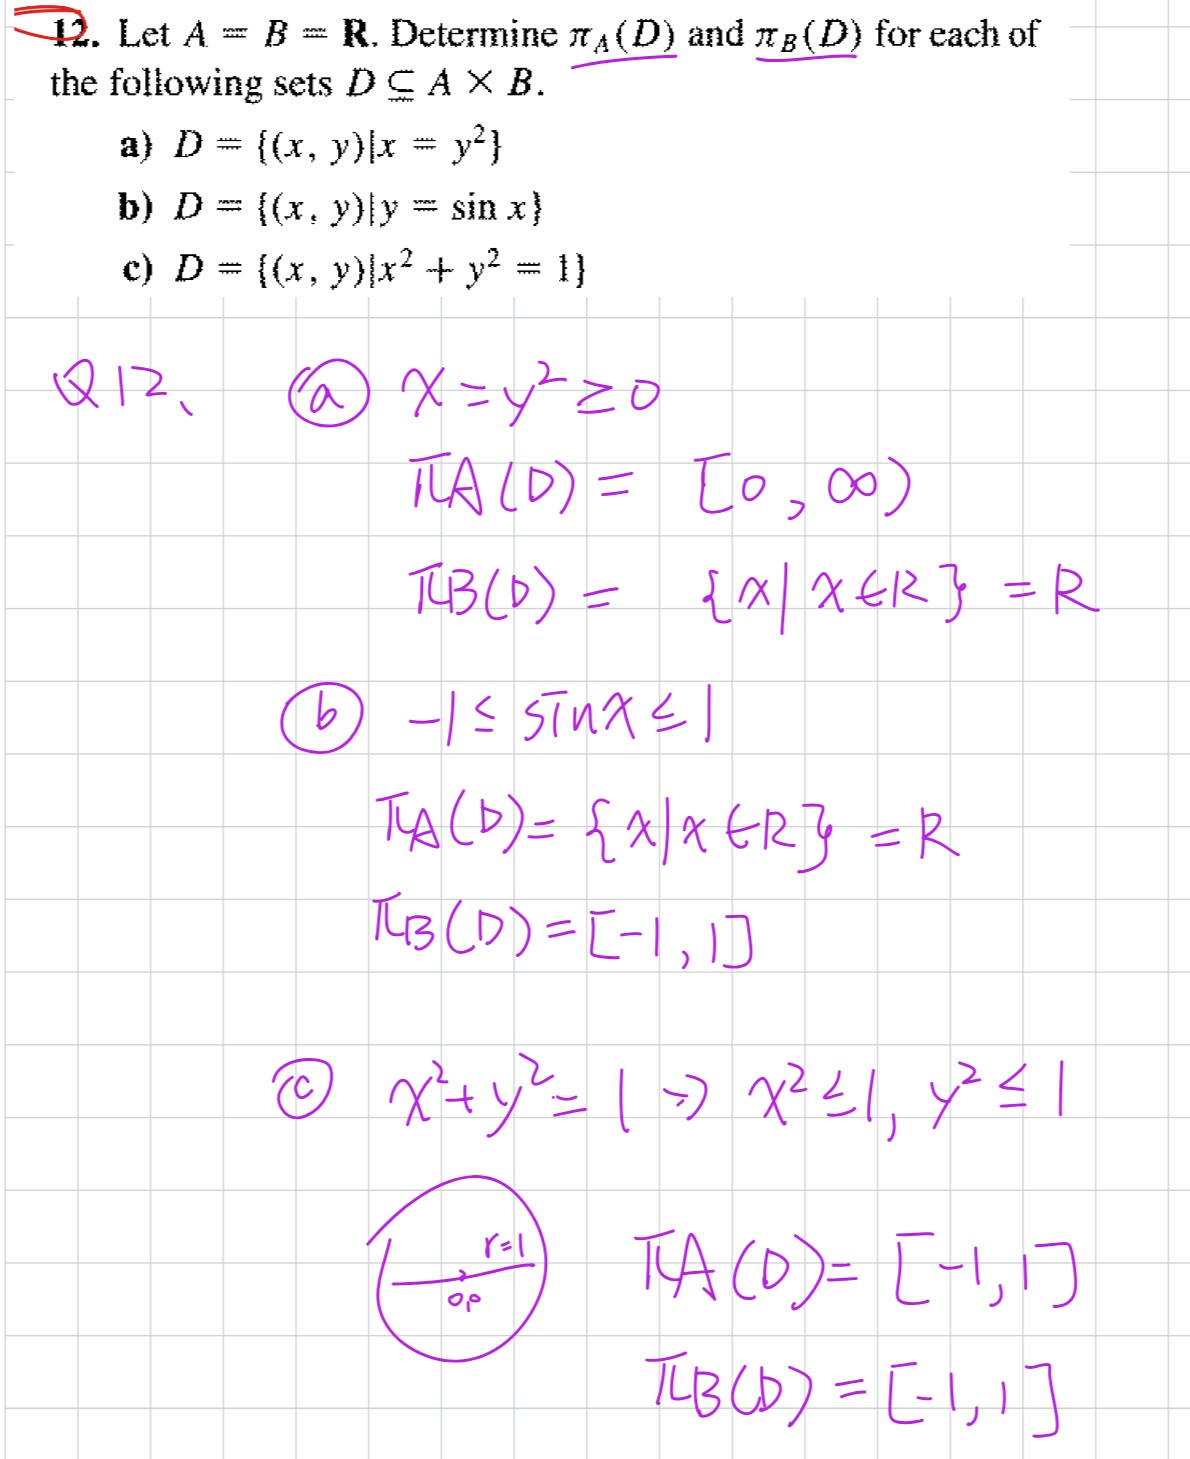 12. Let A = B = R. Determine π_A(D) and π_B(D) for each of
the following sets D ⊆ A × B.
a) D = {(x, y)|x = y²}
b) D = {(x, y)|y = sin x}
c) D = {(x, y)|x² + y² = 1}
Q12、 ⓐ x = y² ≥ 0
πA(D) = [0, ∞)
πB(D) = {x | x ∈ R} = R
ⓑ -1 ≤ sinx ≤ 1
πA(D) = {x | x ∈ R} = R
πB(D) = [-1, 1]
ⓒ x² + y² = 1 → x² ≤ 1, y² ≤ 1
r=1
πA(D) = [-1, 1]
πB(D) = [-1, 1]